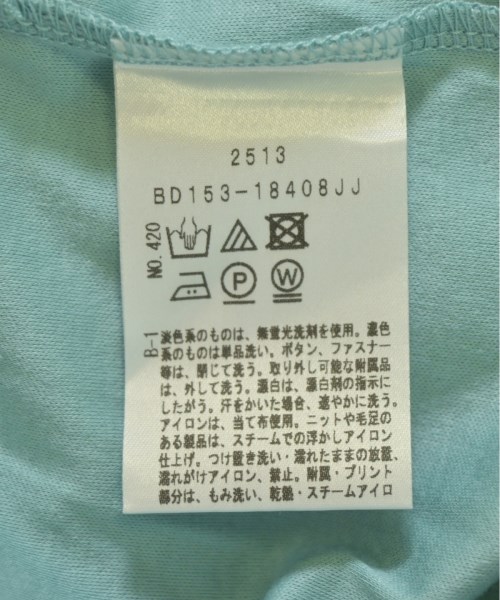 2513
BD153-18408JJ
NO.420
P
W
B-1
淡色系のものは、無蛍光洗剤を使用。濃色
系のものは単品洗い。ボタン、ファスナー
等は、閉じて洗う。取り外し可能な附属品
は、外して洗う。漂白は、漂白剤の指示に
したがう。汗をかいた場合、速やかに洗う。
アイロンは、当て布使用。ニットや毛足の
ある製品は、スチームでの浮かしアイロン
仕上げ。つけ置き洗い・濡れたままの放置、
濡れがけアイロン、禁止。附属・プリント
部分は、もみ洗い、乾燥・スチームアイロ